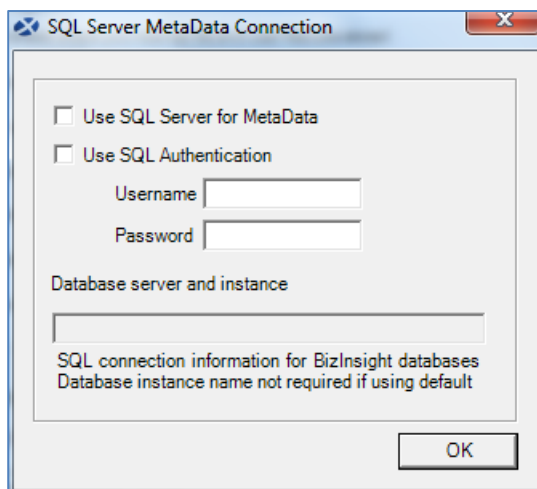 SQL Server MetaData Connection
Use SQL Server for MetaData
Use SQL Authentication
Username
Password
Database server and instance
SQL connection information for BizInsight databases
Database instance name not required if using default
OK